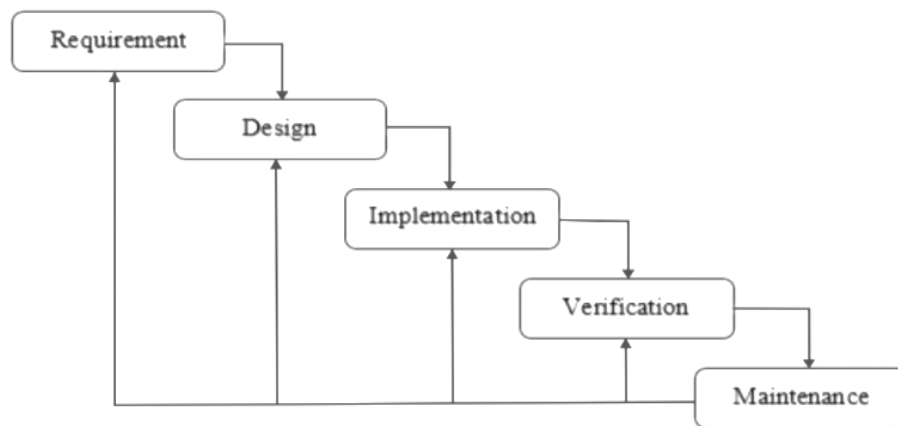 Requirement
Design
Implementation
Verification
Maintenance